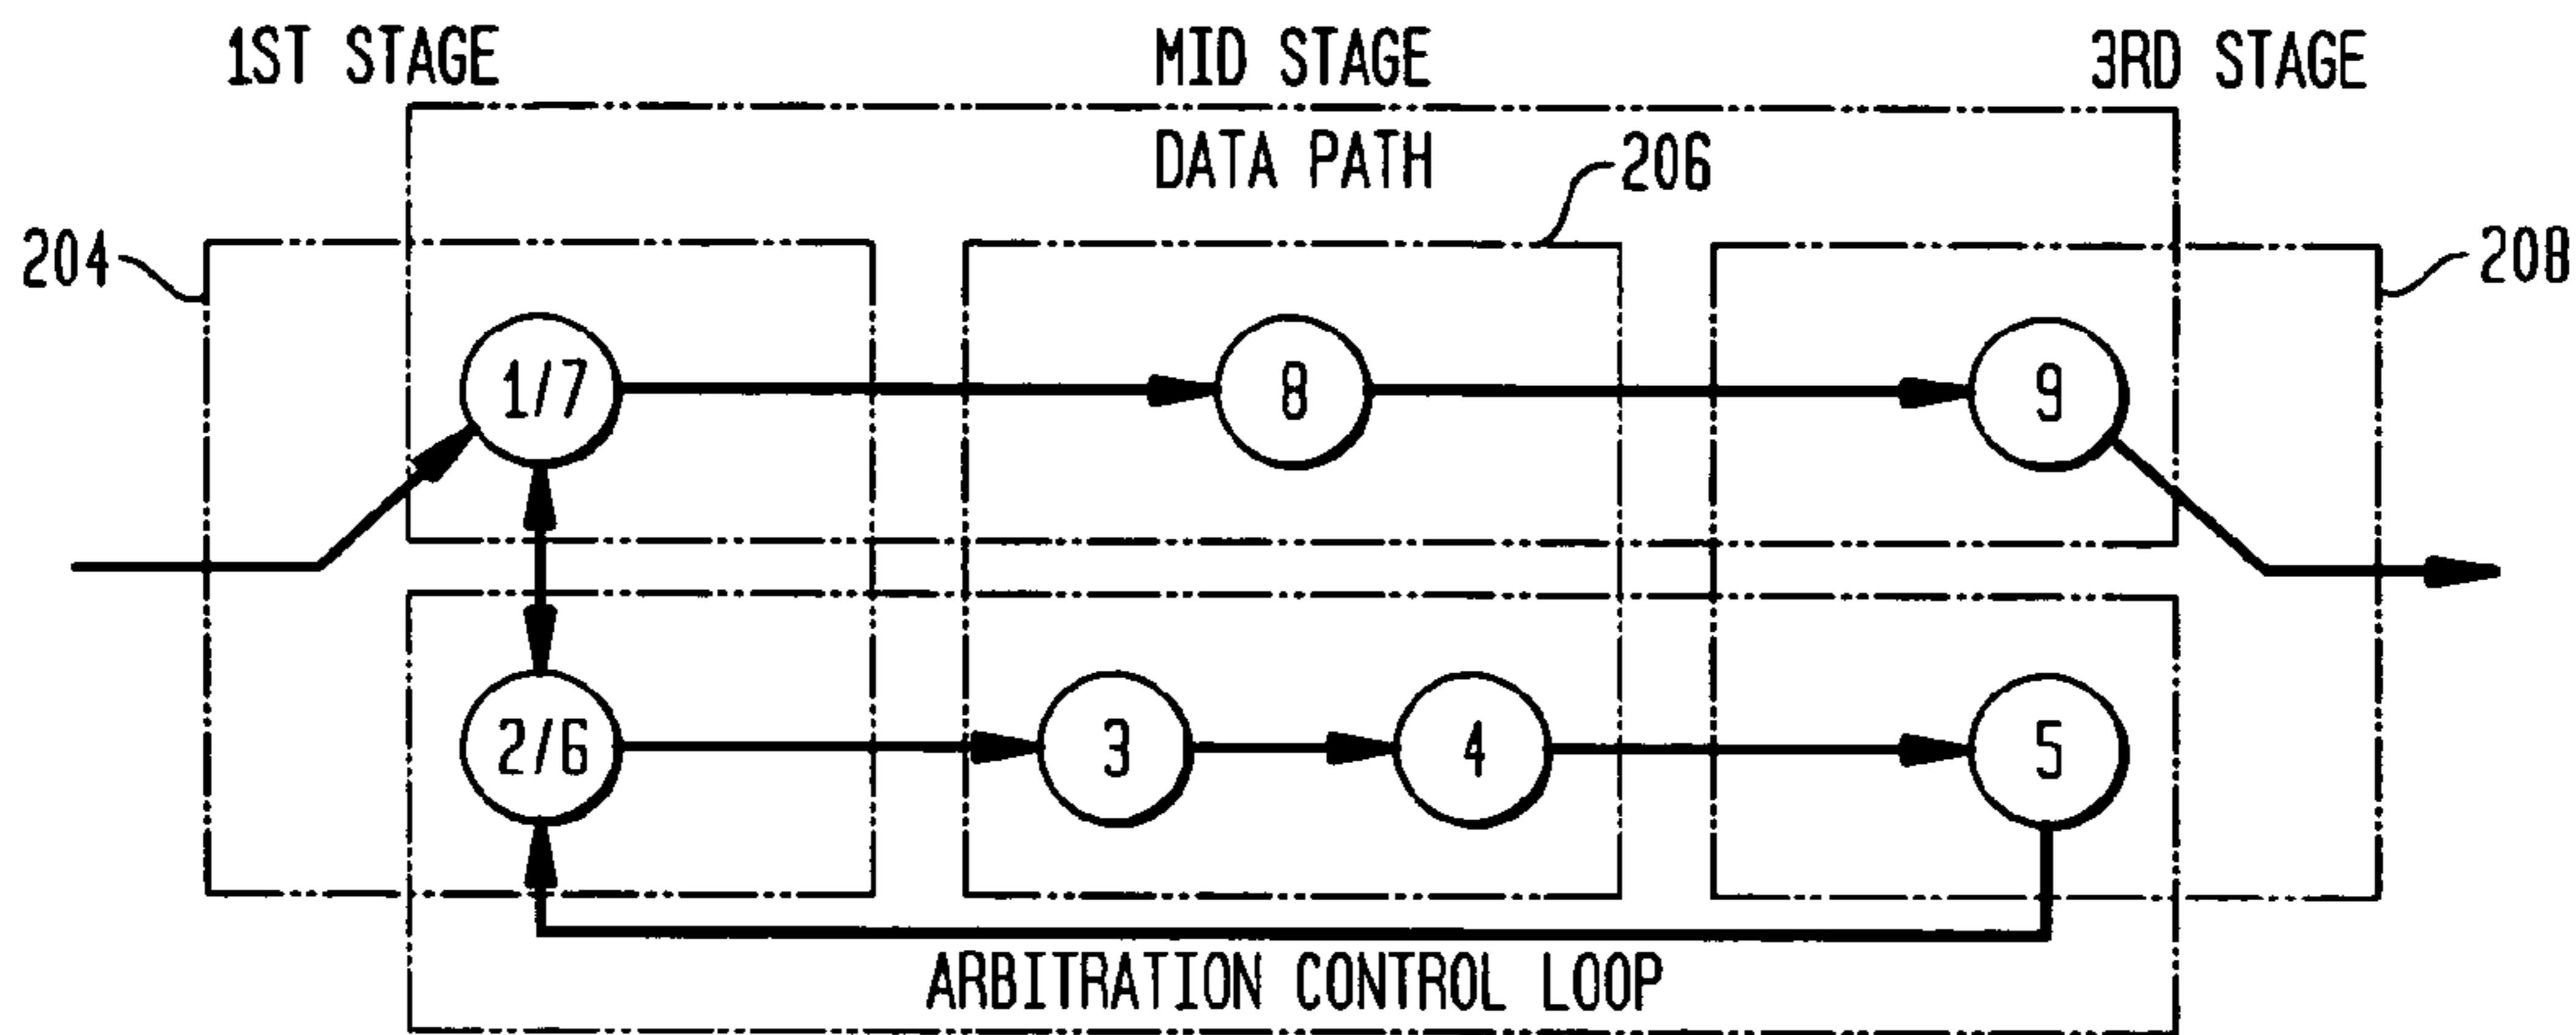 1ST STAGE
MID STAGE
3RD STAGE
DATA PATH
206
204
208
1/7
8
9
2/6
3
4
5
ARBITRATION CONTROL LOOP